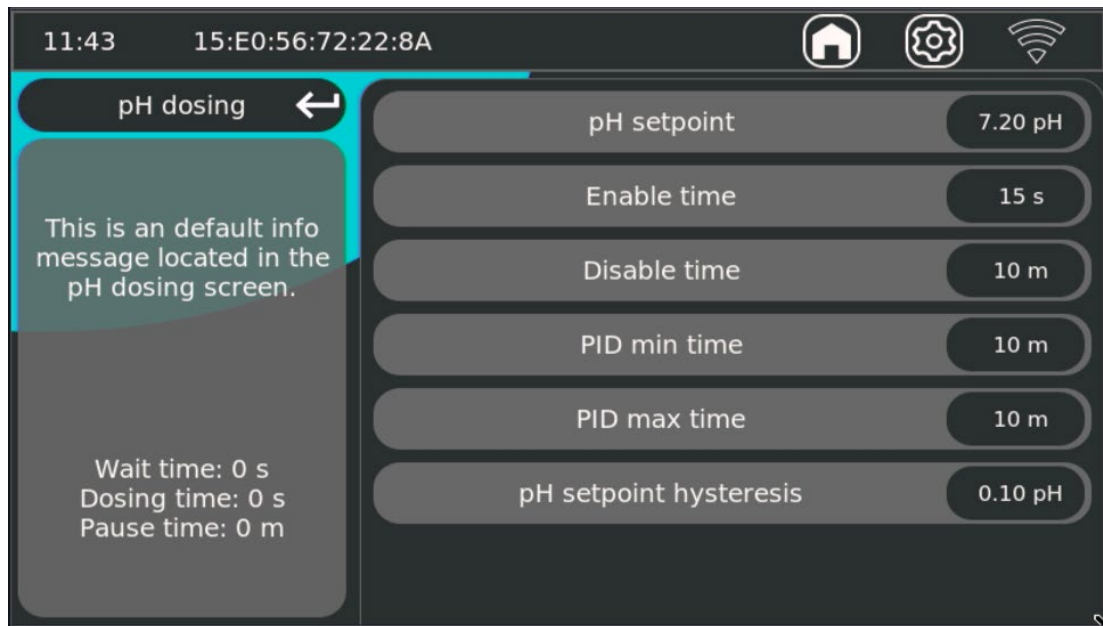 11:43 15:E0:56:72:22:8A
pH dosing
This is an default info
message located in the
pH dosing screen.
Wait time: 0 s
Dosing time: 0 s
Pause time: 0 m
pH setpoint 7.20 pH
Enable time 15 s
Disable time 10 m
PID min time 10 m
PID max time 10 m
pH setpoint hysteresis 0.10 pH